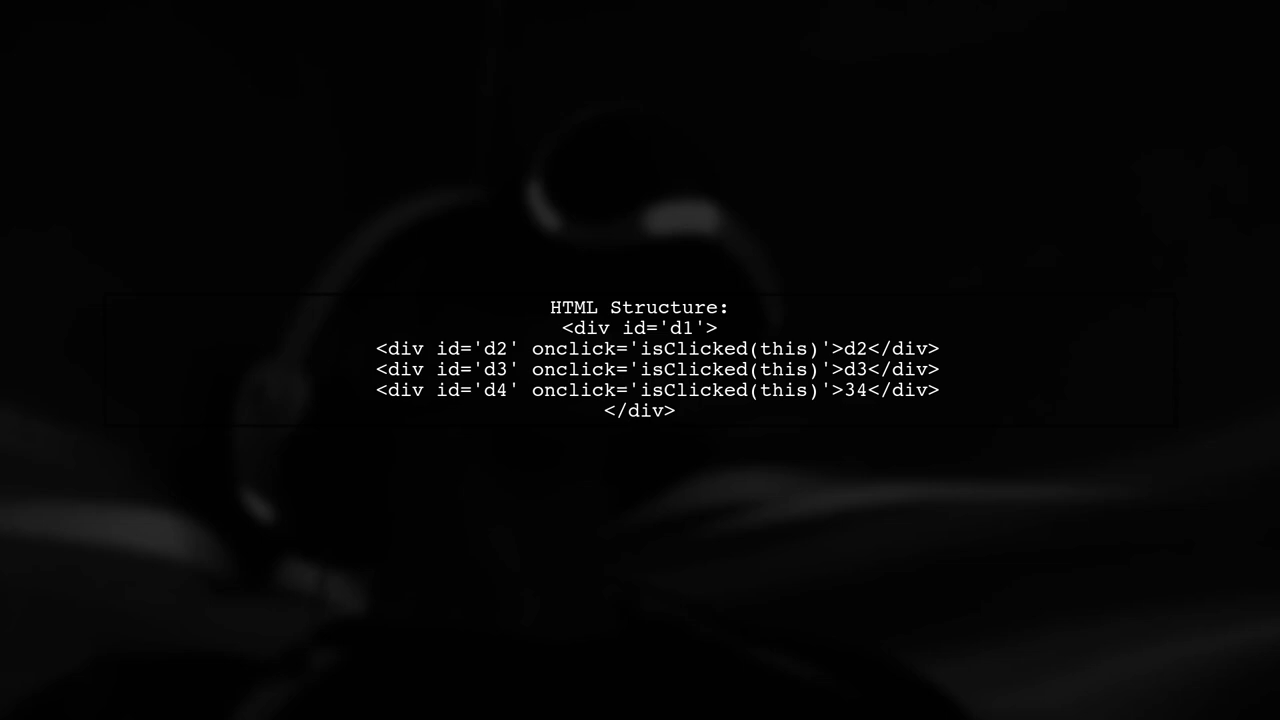 HTML Structure:
<div id='d1'>
<div id='d2' onclick='isClicked(this)'>d2</div>
<div id='d3' onclick='isClicked(this)'>d3</div>
<div id='d4' onclick='isClicked(this)'>34</div>
</div>